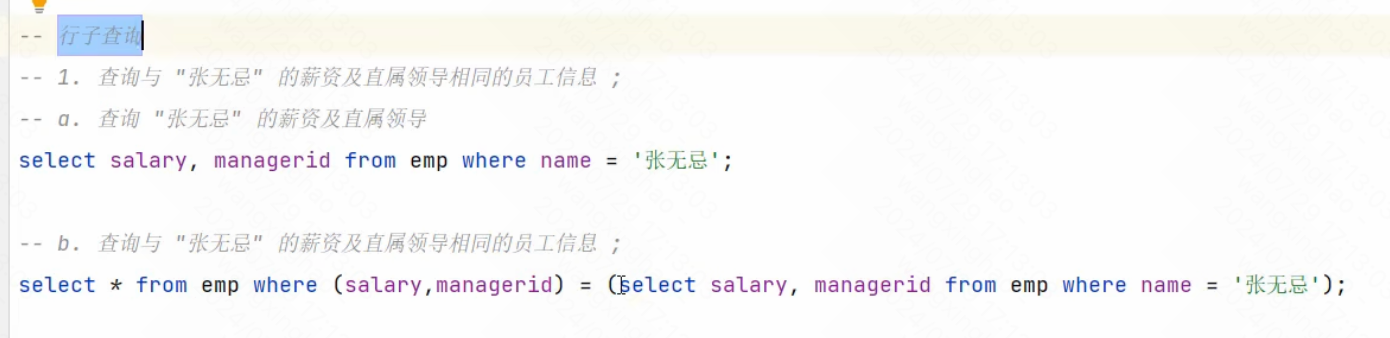 -- 行子查询
-- 1. 查询与 "张无忌" 的薪资及直属领导相同的员工信息 ;
-- a. 查询 "张无忌" 的薪资及直属领导
select salary, managerid from emp where name = '张无忌';
-- b. 查询与 "张无忌" 的薪资及直属领导相同的员工信息 ;
select * from emp where (salary,managerid) = (select salary, managerid from emp where name = '张无忌');